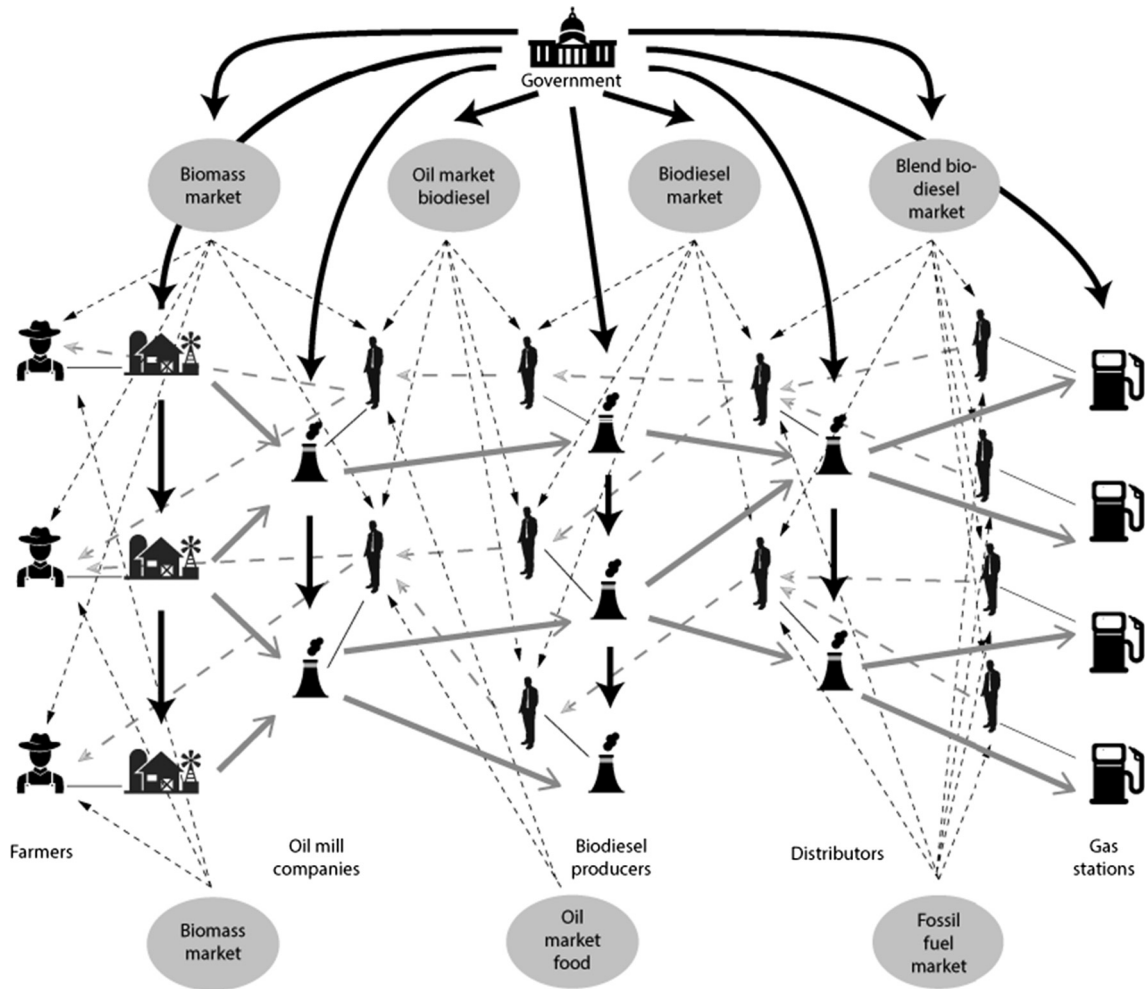 Government
Biomass
market
Oil market
biodiesel
Biodiesel
market
Blend bio-
diesel
market
Farmers
Oil mill
companies
Biodiesel
producers
Distributors
Gas
stations
Biomass
market
Oil
market
food
Fossil
fuel
market